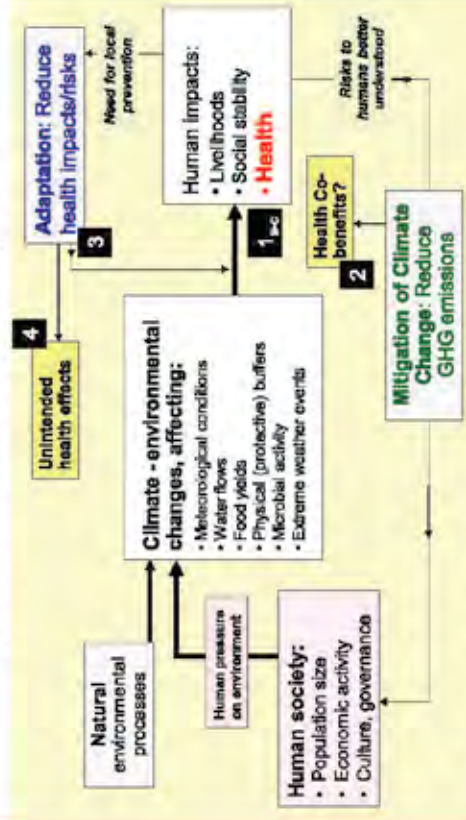 Natural
environmental
processes
Human pressure
on environment
Human society:
• Population size
• Economic activity
• Culture, governance
Climate - environmental
changes, affecting:
• Meteorological conditions
• Water flows
• Food yields
• Physical (protective) buffers
• Microbial activity
• Extreme weather events
4
Unintended
health effects
3
Adaptation: Reduce
health impacts/risks
Need for local
prevention
1 a-c
Human impacts:
• Livelihoods
• Social stability
• Health
Risks to
humans better
understood
2
Health Co-
benefits?
Mitigation of Climate
Change: Reduce
GHG emissions